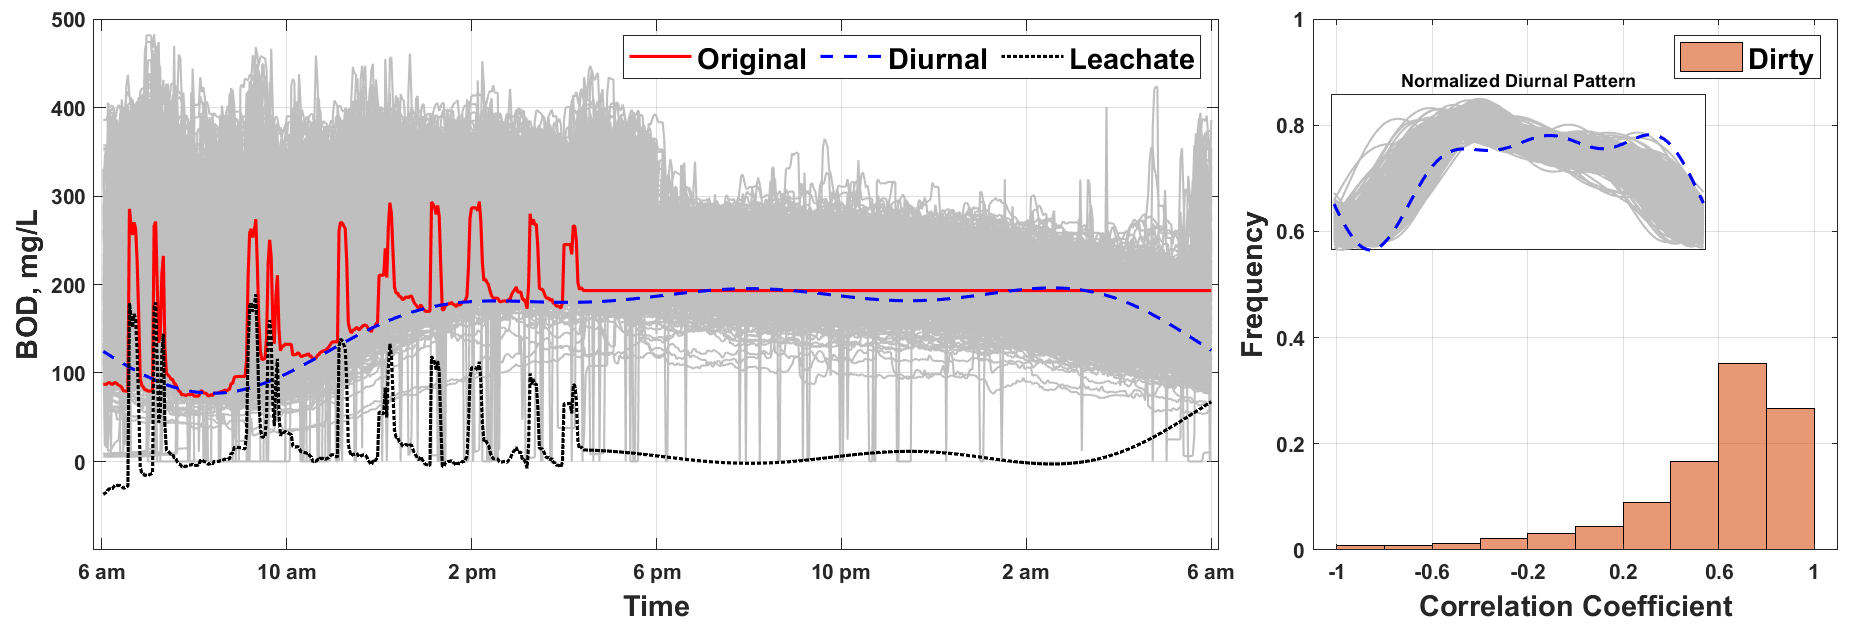 500
400
300
200
100
0
BOD, mg/L
Original Diurnal Leachate
6 am 10 am 2 pm 6 pm 10 pm 2 am 6 am
Time
1
0.8
0.6
0.4
0.2
0
Frequency
Dirty
Normalized Diurnal Pattern
-1 -0.6 -0.2 0.2 0.6 1
Correlation Coefficient